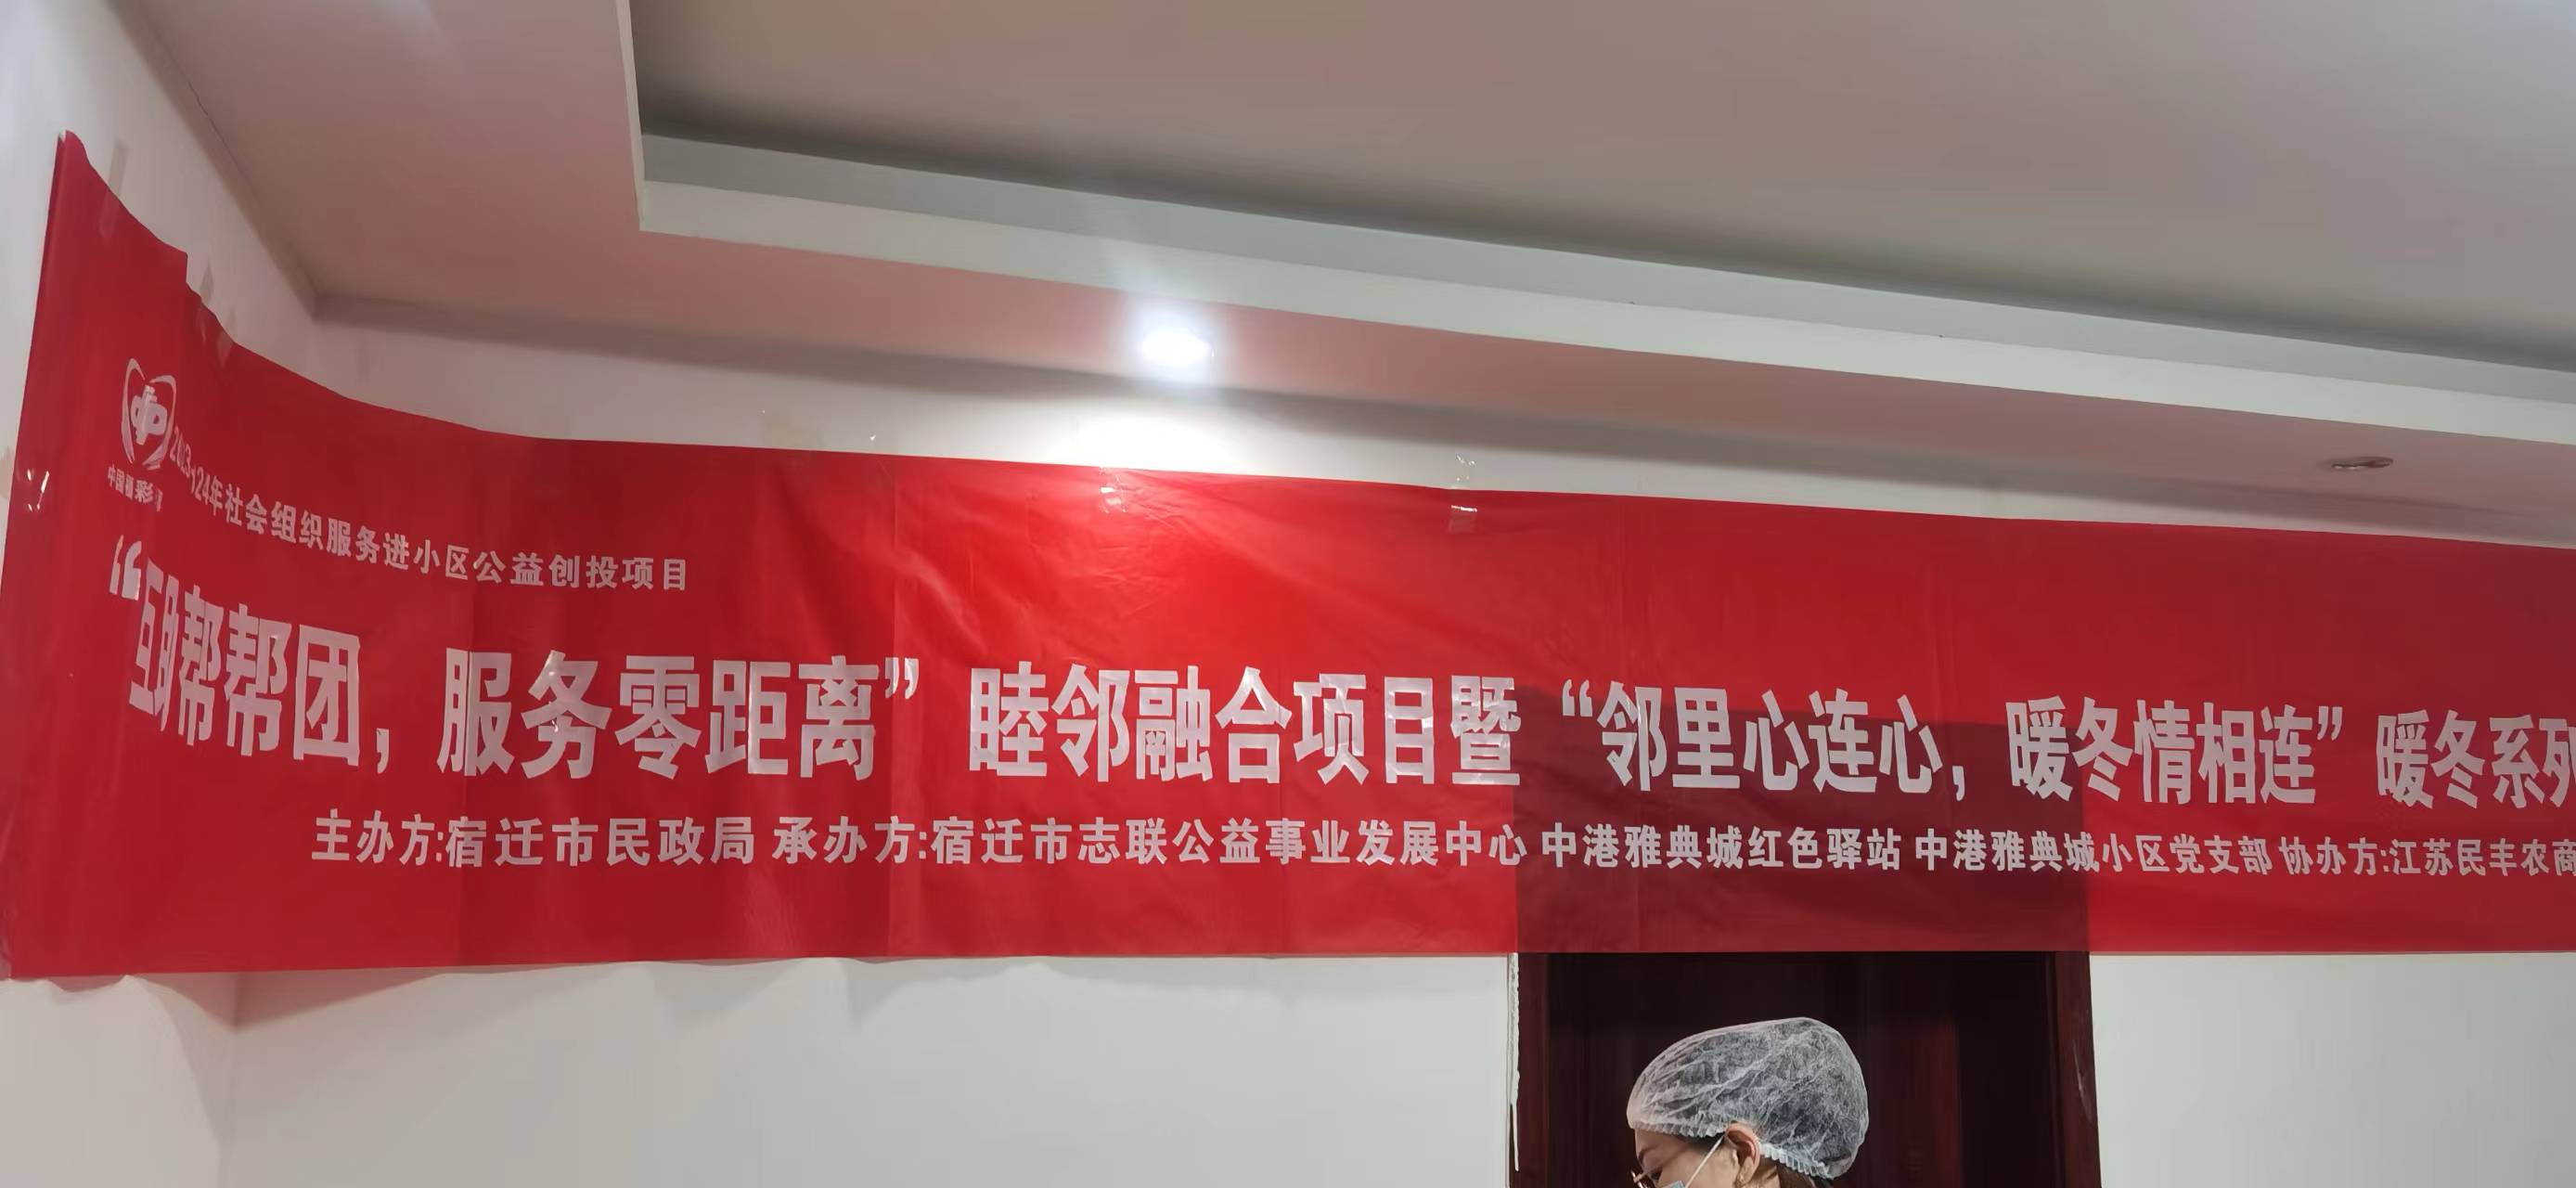 中国福彩
2023-124年社会组织服务进小区公益创投项目
“互助帮帮团，服务零距离”睦邻融合项目暨“邻里心连心，暖冬情相连”暖冬系列
主办方:宿迁市民政局 承办方:宿迁市志联公益事业发展中心 中港雅典城红色驿站 中港雅典城小区党支部 协办方:江苏民丰农商